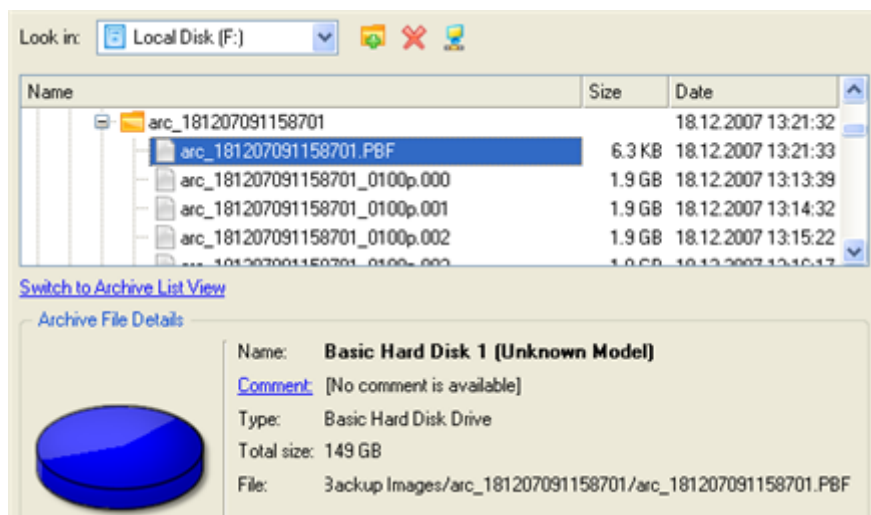 Look in: Local Disk (F:)
Name Size Date
arc_181207091158701 18.12.2007 13:21:32
arc_181207091158701.PBF 6.3 KB 18.12.2007 13:21:33
arc_181207091158701_0100p.000 1.9 GB 18.12.2007 13:13:39
arc_181207091158701_0100p.001 1.9 GB 18.12.2007 13:14:32
arc_181207091158701_0100p.002 1.9 GB 18.12.2007 13:15:22
Switch to Archive List View
Archive File Details
Name: Basic Hard Disk 1 (Unknown Model)
Comment: [No comment is available]
Type: Basic Hard Disk Drive
Total size: 149 GB
File: Backup Images/arc_181207091158701/arc_181207091158701.PBF